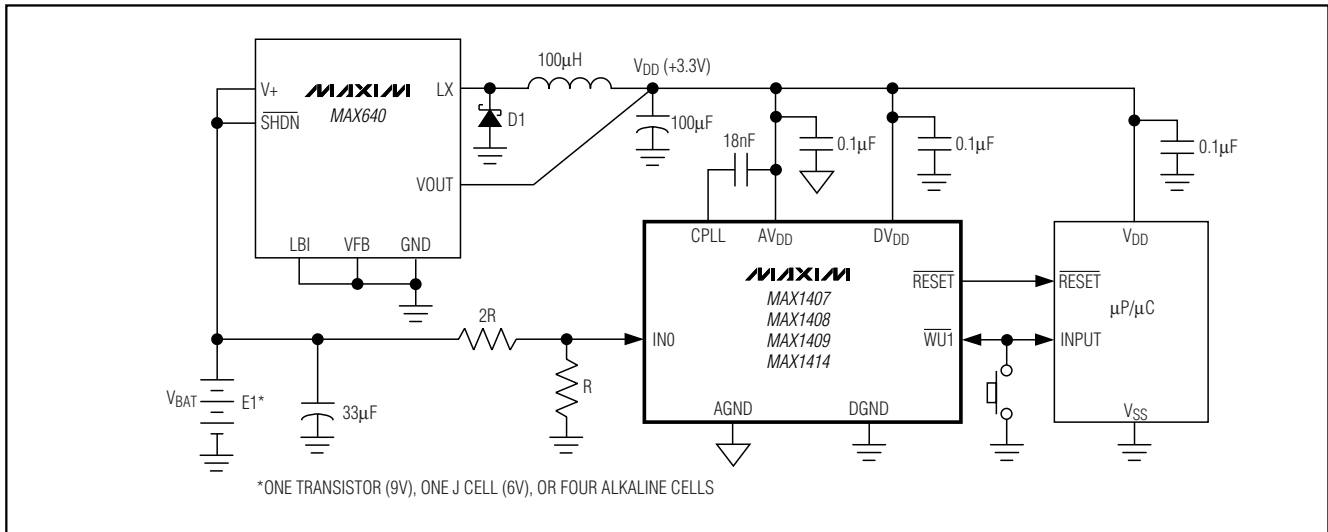 100µH
VDD (+3.3V)
V+
MAXIM
LX
SHDN
MAX640
D1
100µF
18nF
0.1µF
0.1µF
0.1µF
VOUT
CPLL
AVDD
DVDD
VDD
LBI
VFB
GND
MAXIM
RESET
RESET
MAX1407
MAX1408
µP/µC
2R
MAX1409
IN0
WU1
INPUT
MAX1414
R
VBAT
E1*
33µF
AGND
DGND
VSS
*ONE TRANSISTOR (9V), ONE J CELL (6V), OR FOUR ALKALINE CELLS